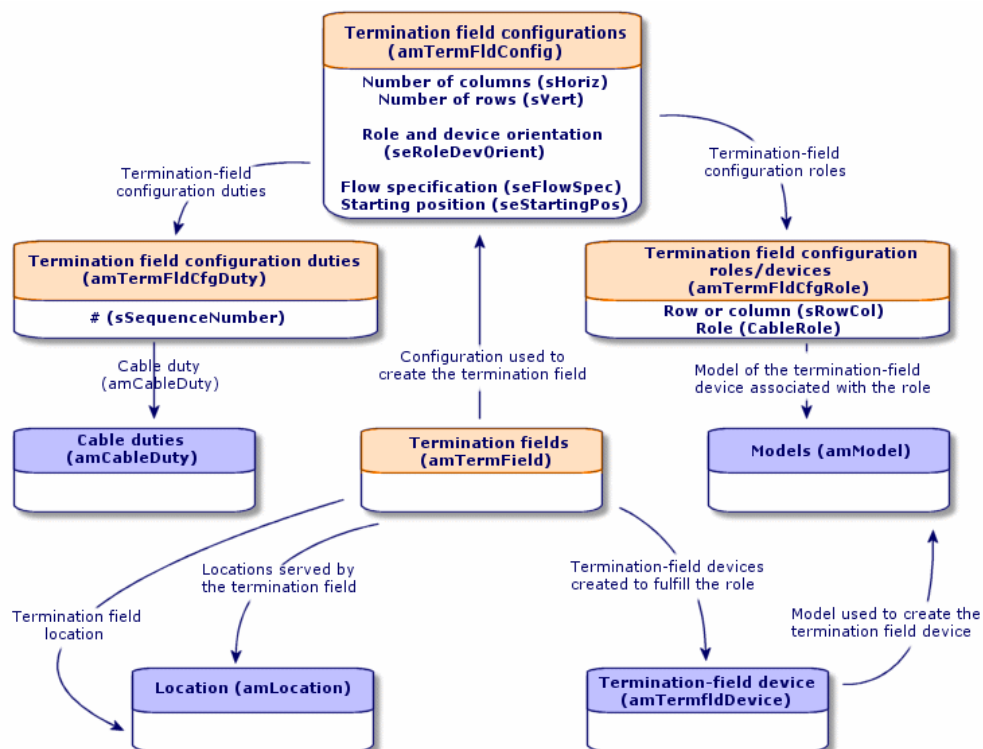 Termination field configurations
(amTermFldConfig)
Number of columns (sHoriz)
Number of rows (sVert)
Role and device orientation
(seRoleDevOrient)
Flow specification (seFlowSpec)
Starting position (seStartingPos)
Termination-field
configuration duties
Termination-field
configuration roles
Termination field configuration duties
(amTermFldCfgDuty)
# (sSequenceNumber)
Termination field configuration
roles/devices
(amTermFldCfgRole)
Row or column (sRowCol)
Role (CableRole)
Cable duty
(amCableDuty)
Configuration used to
create the termination field
Model of the termination-field
device associated with the role
Cable duties
(amCableDuty)
Termination fields
(amTermField)
Models (amModel)
Locations served by
the termination field
Termination-field devices
created to fulfill the role
Termination field
location
Model used to create the
termination field device
Location (amLocation)
Termination-field device
(amTermfldDevice)